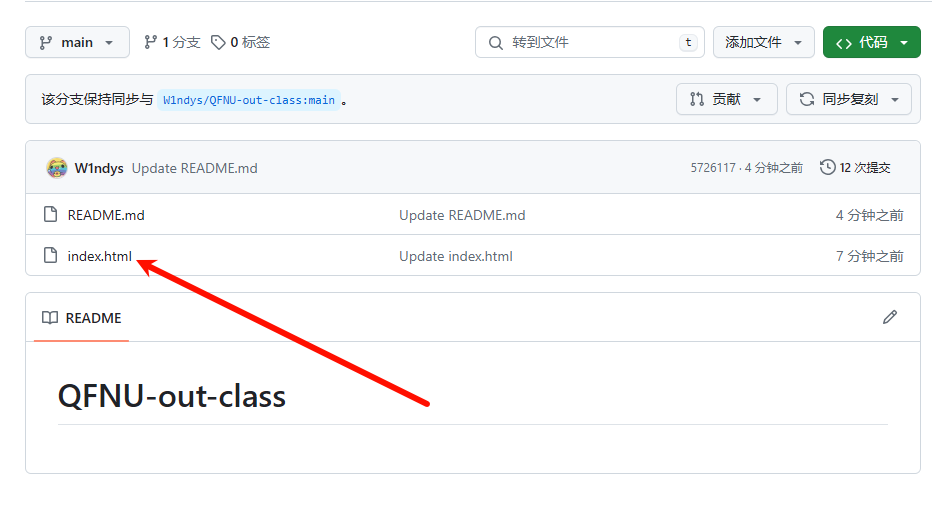 main 1 分支 0 标签 转到文件 t 添加文件 代码
该分支保持同步与 W1ndys/QFNU-out-class:main 。 贡献 同步复刻
W1ndys Update README.md 5726117 · 4 分钟之前 12 次提交
README.md Update README.md 4 分钟之前
index.html Update index.html 7 分钟之前
README
QFNU-out-class